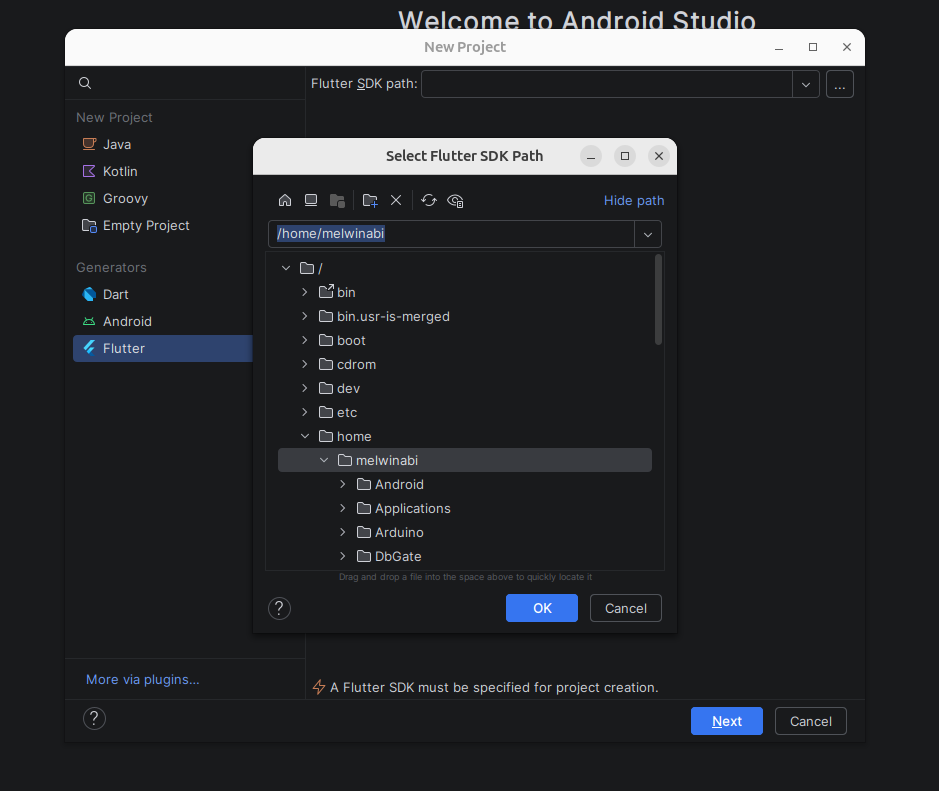 Welcome to Android Studio
New Project
Flutter SDK path:
...
New Project
Java
Kotlin
Groovy
Empty Project
Generators
Dart
Android
Flutter
Select Flutter SDK Path
Hide path
/home/melwinabi
/
bin
bin.usr-is-merged
boot
cdrom
dev
etc
home
melwinabi
Android
Applications
Arduino
DbGate
Drag and drop a file into the space above to quickly locate it
?
OK
Cancel
More via plugins...
A Flutter SDK must be specified for project creation.
?
Next
Cancel